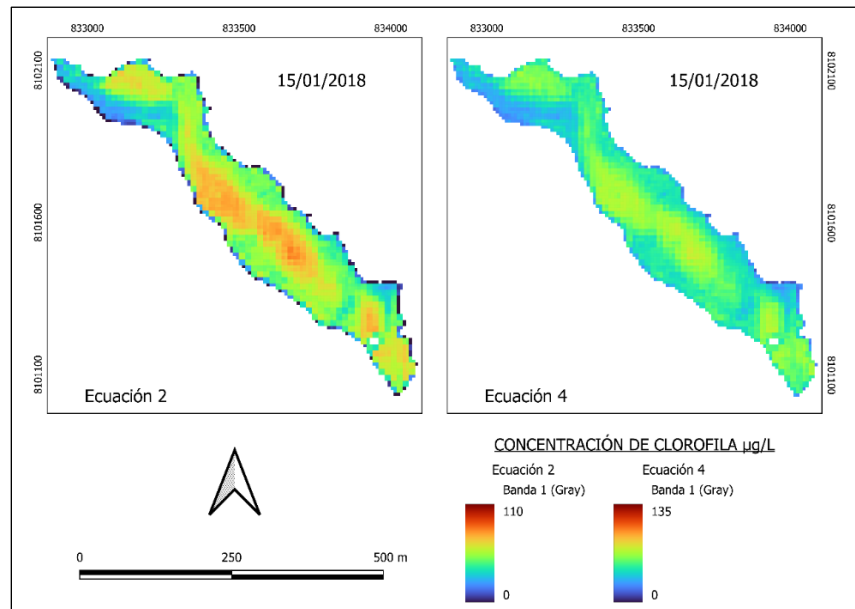 833000 833500 834000
833000 833500 834000
8102100
8101600
8101100
15/01/2018
Ecuación 2
15/01/2018
Ecuación 4
8102100
8101600
8101100
CONCENTRACIÓN DE CLOROFILA µg/L
Ecuación 2
Banda 1 (Gray)
110
0
Ecuación 4
Banda 1 (Gray)
135
0
0 250 500 m